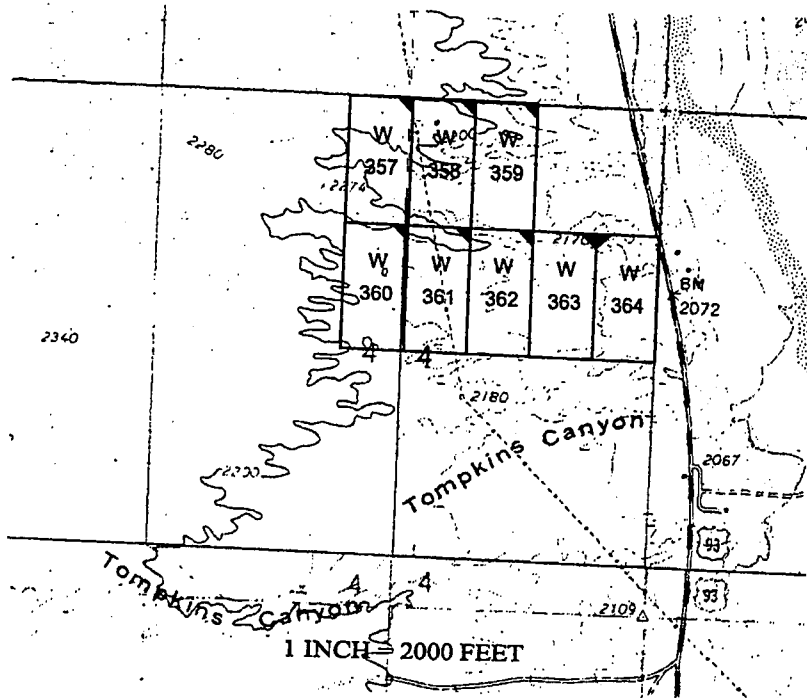 2280
W
357
W
358
W
359
2274
2170
W
360
W
361
W
362
W
363
W
364
BM
2072
2340
4 4
2180
Tompkins Canyon
2067
2200
93
Tompkins Canyon
4 4
93
2109
1 INCH = 2000 FEET